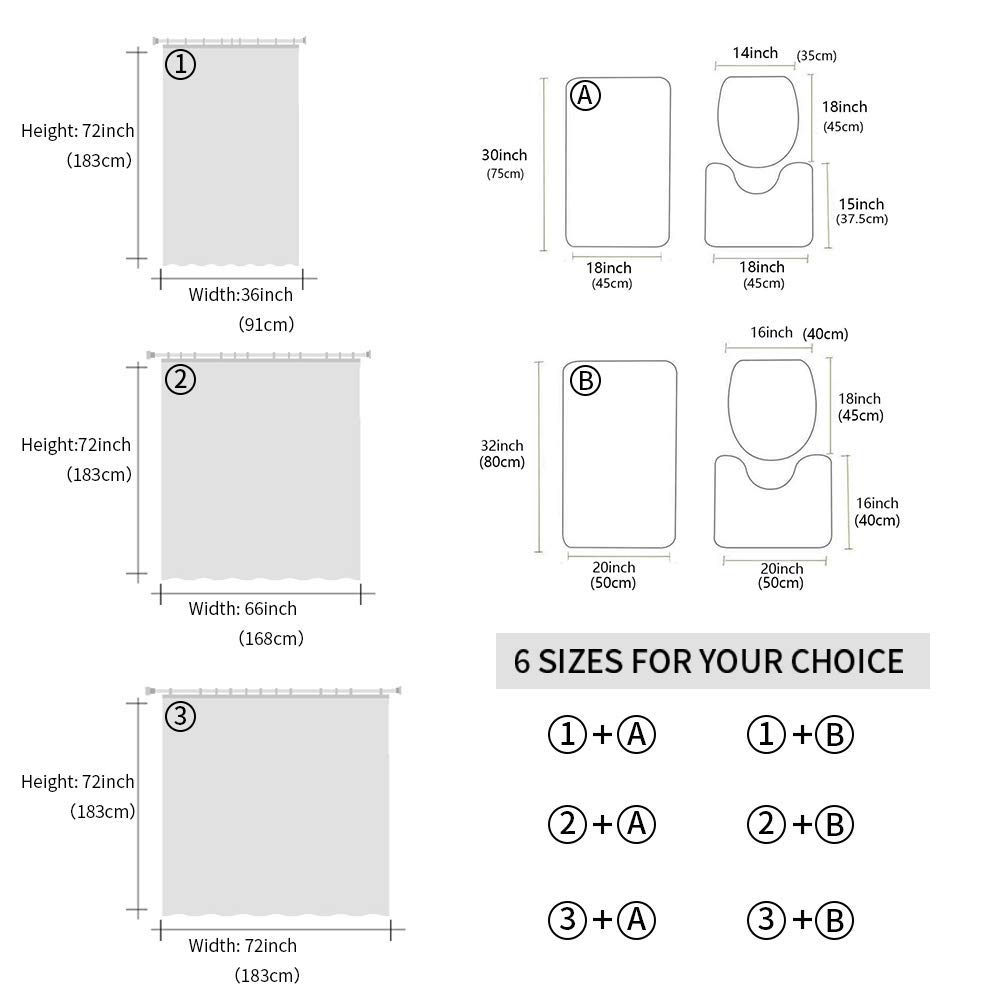 1
Height: 72inch
(183cm)
Width:36inch
(91cm)
2
Height:72inch
(183cm)
Width: 66inch
(168cm)
3
Height: 72inch
(183cm)
Width: 72inch
(183cm)
A
30inch
(75cm)
18inch
(45cm)
14inch (35cm)
18inch
(45cm)
15inch
(37.5cm)
18inch
(45cm)
B
32inch
(80cm)
20inch
(50cm)
16inch (40cm)
18inch
(45cm)
16inch
(40cm)
20inch
(50cm)
6 SIZES FOR YOUR CHOICE
1+A 1+B
2+A 2+B
3+A 3+B